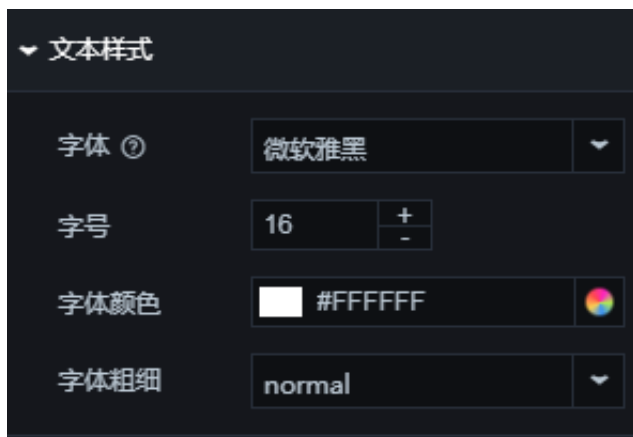 文本样式
字体 ?
微软雅黑
字号
16
+
-
字体颜色
#FFFFFF
字体粗细
normal